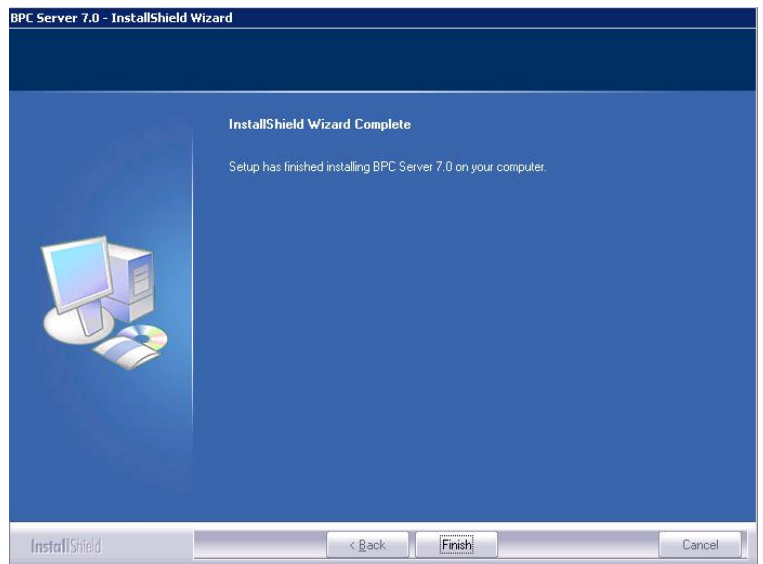 BPC Server 7.0 - InstallShield Wizard
InstallShield Wizard Complete
Setup has finished installing BPC Server 7.0 on your computer.
InstallShield
< Back
Finish
Cancel